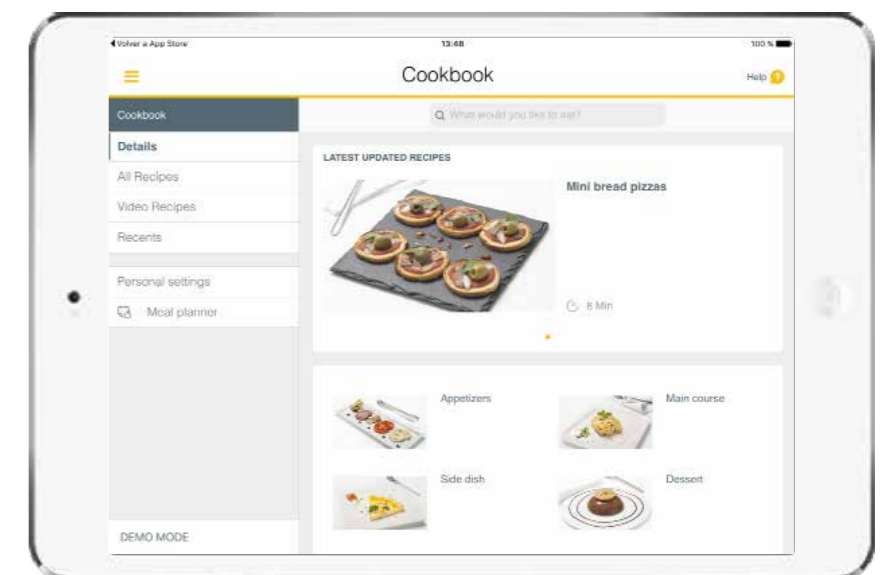 Volver a App Store
13:48
100 %
Cookbook
Help
Cookbook
What would you like to eat?
Details
All Recipes
Video Recipes
Recents
Personal settings
Meal planner
DEMO MODE
LATEST UPDATED RECIPES
Mini bread pizzas
8 Min
Appetizers
Main course
Side dish
Dessert